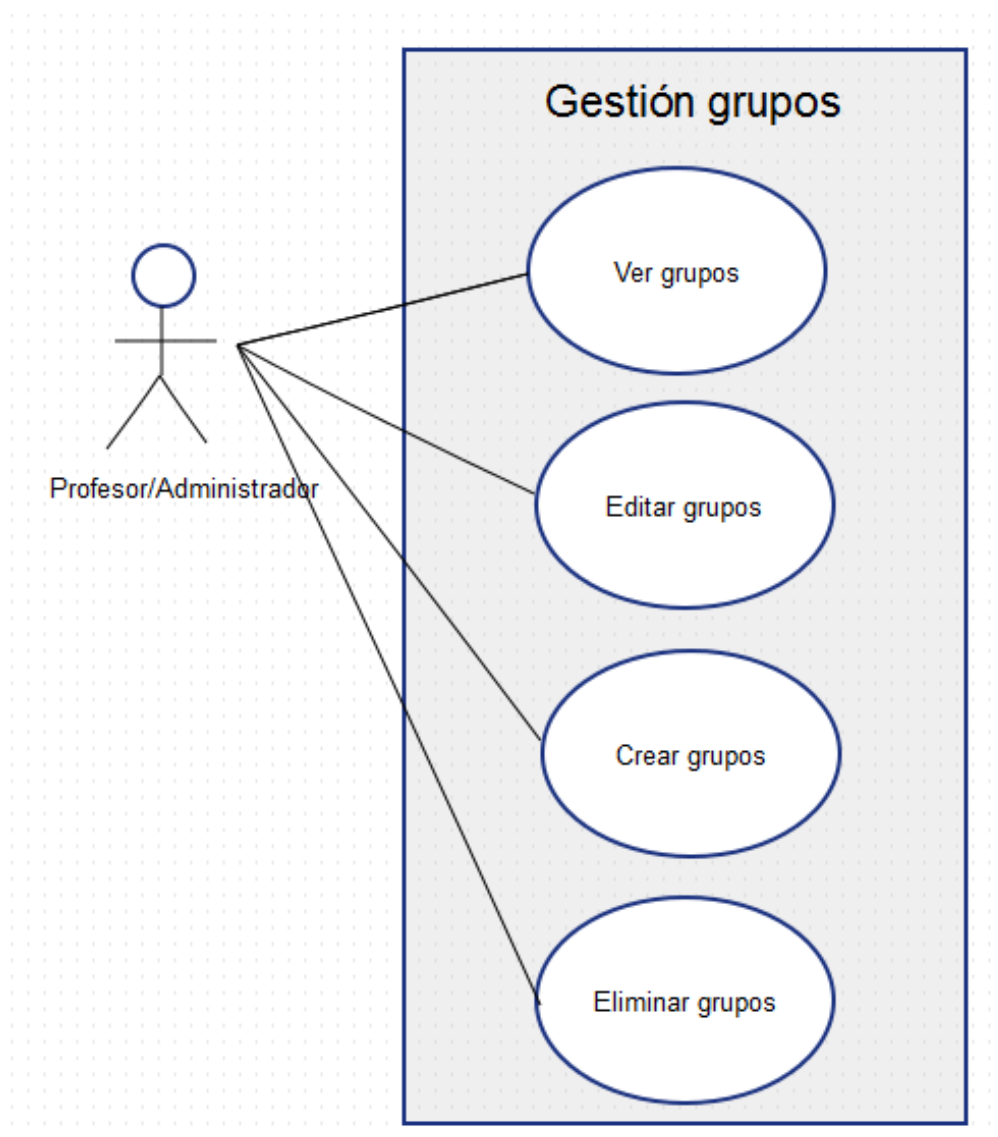 Gestión grupos
Ver grupos
Profesor/Administrador
Editar grupos
Crear grupos
Eliminar grupos